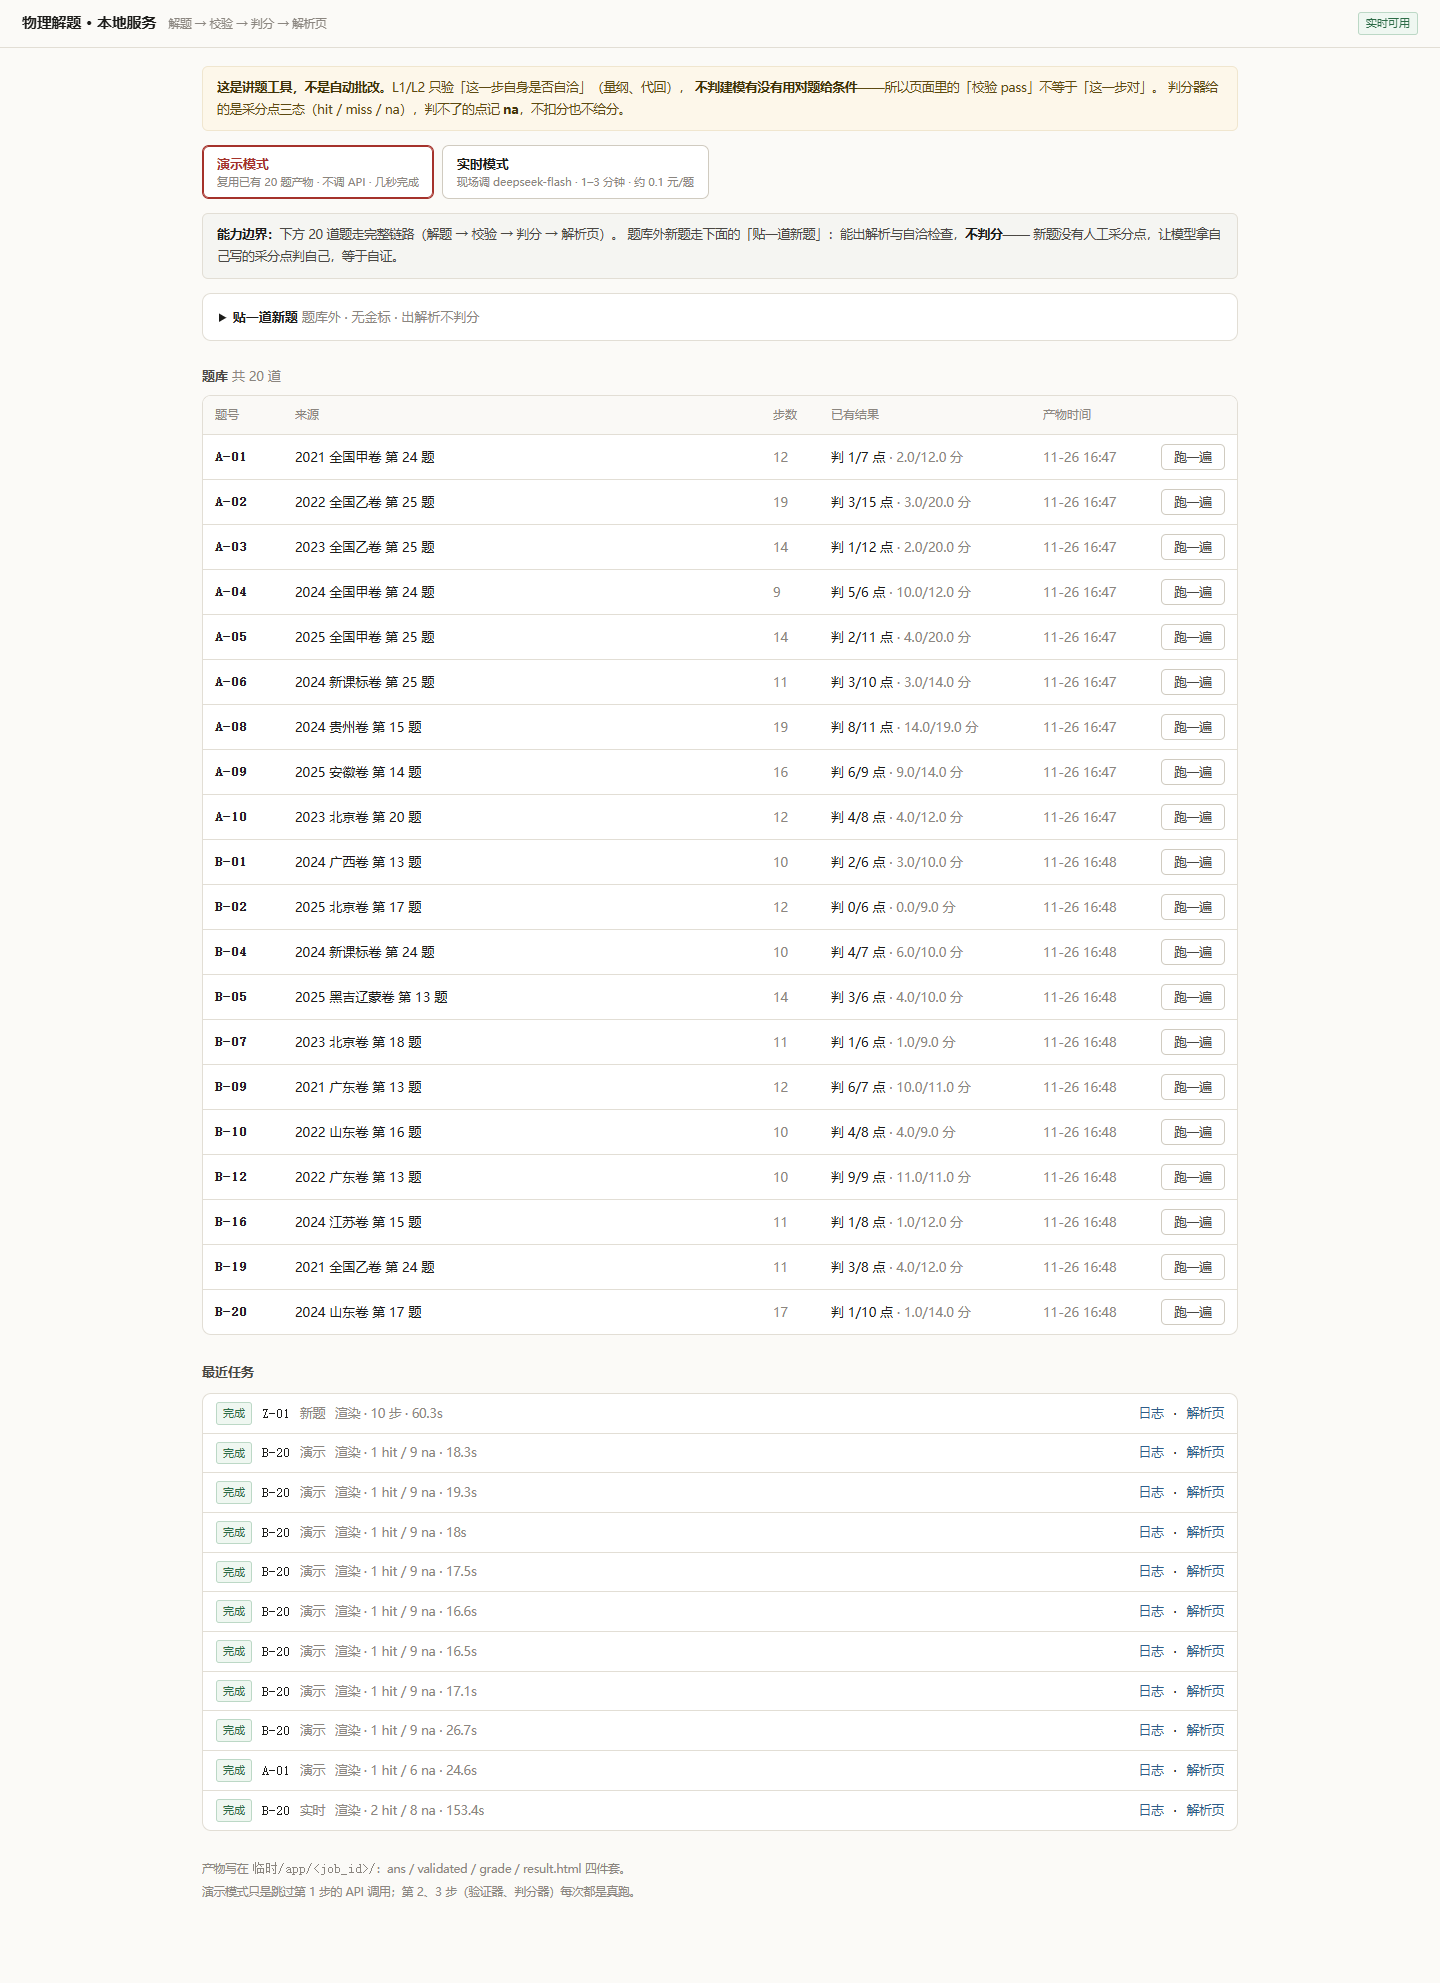 物理解题 • 本地服务 解题 → 校验 → 判分 → 解析页 实时可用
这是讲题工具，不是自动批改。L1/L2 只验「这一步自身是否自洽」（量纲、代回）， 不判建模有没有用对题给条件——所以页面里的「校验 pass」不等于「这一步对」。 判分器给
的是采分点三态（hit / miss / na），判不了的点记 na，不扣分也不给分。
演示模式 实时模式
复用已有 20 题产物 · 不调 API · 几秒完成 现场调 deepseek-flash · 1–3 分钟 · 约 0.1 元/题
能力边界：下方 20 道题走完整链路（解题 → 校验 → 判分 → 解析页）。 题库外新题走下面的「贴一道新题」：能出解析与自洽检查，不判分—— 新题没有人工采分点，让模型拿自
己写的采分点判自己，等于自证。
▶ 贴一道新题 题库外 · 无金标 · 出解析不判分
题库 共 20 道
题号 来源 步数 已有结果 产物时间
A-01 2021 全国甲卷 第 24 题 12 判 1/7 点 · 2.0/12.0 分 11-26 16:47 跑一遍
A-02 2022 全国乙卷 第 25 题 19 判 3/15 点 · 3.0/20.0 分 11-26 16:47 跑一遍
A-03 2023 全国乙卷 第 25 题 14 判 1/12 点 · 2.0/20.0 分 11-26 16:47 跑一遍
A-04 2024 全国甲卷 第 24 题 9 判 5/6 点 · 10.0/12.0 分 11-26 16:47 跑一遍
A-05 2025 全国甲卷 第 25 题 14 判 2/11 点 · 4.0/20.0 分 11-26 16:47 跑一遍
A-06 2024 新课标卷 第 25 题 11 判 3/10 点 · 3.0/14.0 分 11-26 16:47 跑一遍
A-08 2024 贵州卷 第 15 题 19 判 8/11 点 · 14.0/19.0 分 11-26 16:47 跑一遍
A-09 2025 安徽卷 第 14 题 16 判 6/9 点 · 9.0/14.0 分 11-26 16:47 跑一遍
A-10 2023 北京卷 第 20 题 12 判 4/8 点 · 4.0/12.0 分 11-26 16:47 跑一遍
B-01 2024 广西卷 第 13 题 10 判 2/6 点 · 3.0/10.0 分 11-26 16:48 跑一遍
B-02 2025 北京卷 第 17 题 12 判 0/6 点 · 0.0/9.0 分 11-26 16:48 跑一遍
B-04 2024 新课标卷 第 24 题 10 判 4/7 点 · 6.0/10.0 分 11-26 16:48 跑一遍
B-05 2025 黑吉辽蒙卷 第 13 题 14 判 3/6 点 · 4.0/10.0 分 11-26 16:48 跑一遍
B-07 2023 北京卷 第 18 题 11 判 1/6 点 · 1.0/9.0 分 11-26 16:48 跑一遍
B-09 2021 广东卷 第 13 题 12 判 6/7 点 · 10.0/11.0 分 11-26 16:48 跑一遍
B-10 2022 山东卷 第 16 题 10 判 4/8 点 · 4.0/9.0 分 11-26 16:48 跑一遍
B-12 2022 广东卷 第 13 题 10 判 9/9 点 · 11.0/11.0 分 11-26 16:48 跑一遍
B-16 2024 江苏卷 第 15 题 11 判 1/8 点 · 1.0/12.0 分 11-26 16:48 跑一遍
B-19 2021 全国乙卷 第 24 题 11 判 3/8 点 · 4.0/12.0 分 11-26 16:48 跑一遍
B-20 2024 山东卷 第 17 题 17 判 1/10 点 · 1.0/14.0 分 11-26 16:48 跑一遍
最近任务
完成 Z-01 新题 渲染 · 10 步 · 60.3s 日志 · 解析页
完成 B-20 演示 渲染 · 1 hit / 9 na · 18.3s 日志 · 解析页
完成 B-20 演示 渲染 · 1 hit / 9 na · 19.3s 日志 · 解析页
完成 B-20 演示 渲染 · 1 hit / 9 na · 18s 日志 · 解析页
完成 B-20 演示 渲染 · 1 hit / 9 na · 17.5s 日志 · 解析页
完成 B-20 演示 渲染 · 1 hit / 9 na · 16.6s 日志 · 解析页
完成 B-20 演示 渲染 · 1 hit / 9 na · 16.5s 日志 · 解析页
完成 B-20 演示 渲染 · 1 hit / 9 na · 17.1s 日志 · 解析页
完成 B-20 演示 渲染 · 1 hit / 9 na · 26.7s 日志 · 解析页
完成 A-01 演示 渲染 · 1 hit / 6 na · 24.6s 日志 · 解析页
完成 B-20 实时 渲染 · 2 hit / 8 na · 153.4s 日志 · 解析页
产物写在 临时/app/<job_id>/：ans / validated / grade / result.html 四件套。
演示模式只是跳过第 1 步的 API 调用；第 2、3 步（验证器、判分器）每次都是真跑。